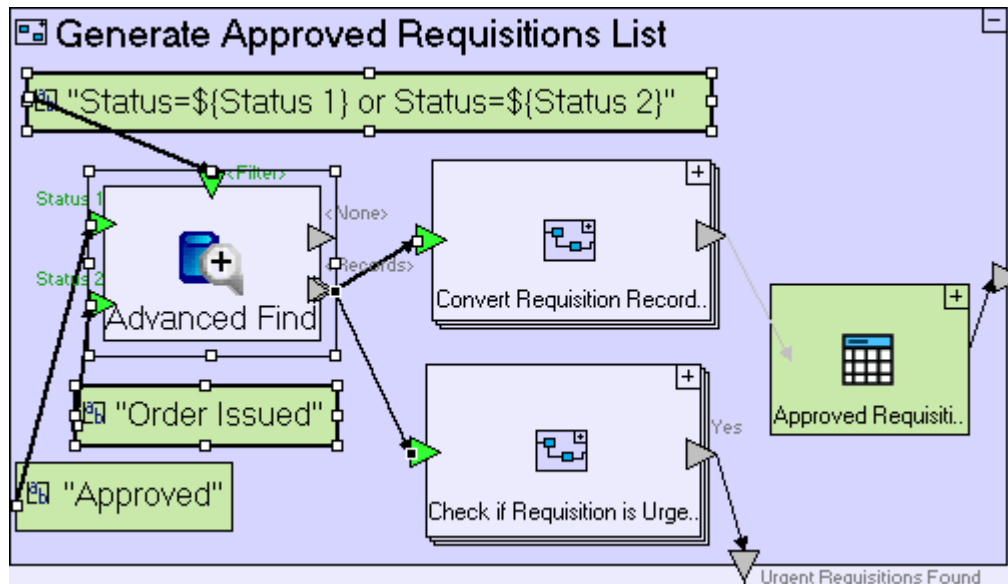 Generate Approved Requisitions List
"Status=${Status 1} or Status=${Status 2}"
<Filter>
Status 1
<None>
Status 2
<Records>
Advanced Find
Convert Requisition Record..
Approved Requisiti..
"Order Issued"
"Approved"
Yes
Check if Requisition is Urge..
Urgent Requisitions Found